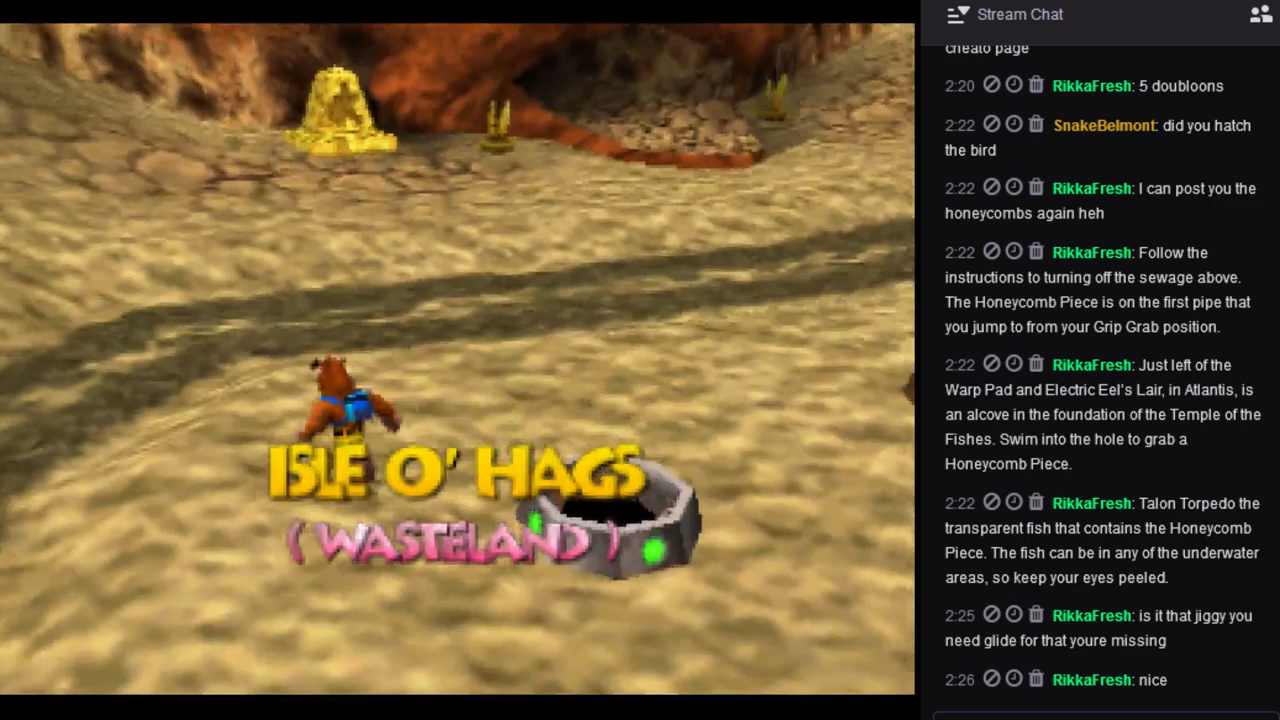 Stream Chat
cheato page
2:20 RikkaFresh: 5 doubloons
2:22 SnakeBelmont: did you hatch
the bird
2:22 RikkaFresh: I can post you the
honeycombs again heh
2:22 RikkaFresh: Follow the
instructions to turning off the sewage above.
The Honeycomb Piece is on the first pipe that
you jump to from your Grip Grab position.
2:22 RikkaFresh: Just left of the
Warp Pad and Electric Eel's Lair, in Atlantis, is
an alcove in the foundation of the Temple of the
Fishes. Swim into the hole to grab a
Honeycomb Piece.
2:22 RikkaFresh: Talon Torpedo the
transparent fish that contains the Honeycomb
Piece. The fish can be in any of the underwater
areas, so keep your eyes peeled.
2:25 RikkaFresh: is it that jiggy you
need glide for that youre missing
2:26 RikkaFresh: nice
ISLE O' HAGS
( WASTELAND )